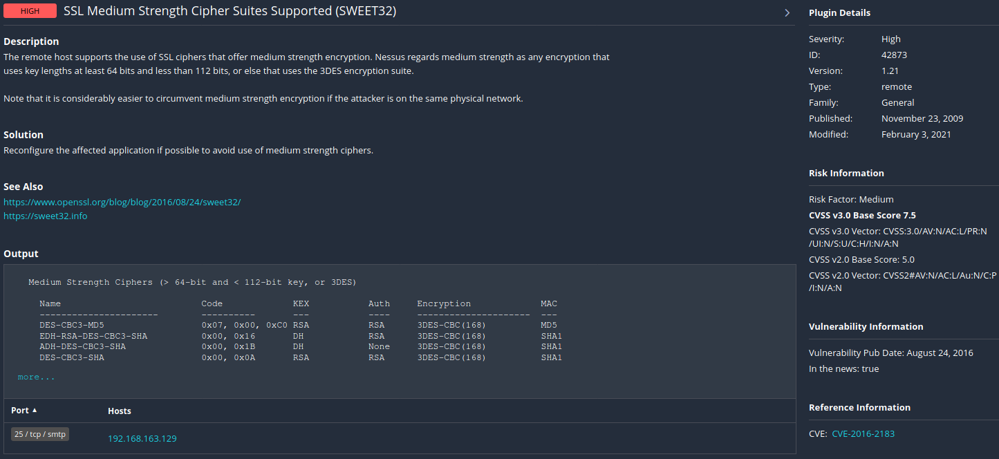 HIGH SSL Medium Strength Cipher Suites Supported (SWEET32)
Description
The remote host supports the use of SSL ciphers that offer medium strength encryption. Nessus regards medium strength as any encryption that
uses key lengths at least 64 bits and less than 112 bits, or else that uses the 3DES encryption suite.
Note that it is considerably easier to circumvent medium strength encryption if the attacker is on the same physical network.
Solution
Reconfigure the affected application if possible to avoid use of medium strength ciphers.
See Also
https://www.openssl.org/blog/blog/2016/08/24/sweet32/
https://sweet32.info
Output
Medium Strength Ciphers (> 64-bit and < 112-bit key, or 3DES)
Name Code KEX Auth Encryption MAC
---------------------- ---------- --- ---- --------------------- ---
DES-CBC3-MD5 0x07, 0x00, 0xC0 RSA RSA 3DES-CBC(168) MD5
EDH-RSA-DES-CBC3-SHA 0x00, 0x16 DH RSA 3DES-CBC(168) SHA1
ADH-DES-CBC3-SHA 0x00, 0x1B DH None 3DES-CBC(168) SHA1
DES-CBC3-SHA 0x00, 0x0A RSA RSA 3DES-CBC(168) SHA1
more...
Port Hosts
25 / tcp / smtp 192.168.163.129
Plugin Details
Severity: High
ID: 42873
Version: 1.21
Type: remote
Family: General
Published: November 23, 2009
Modified: February 3, 2021
Risk Information
Risk Factor: Medium
CVSS v3.0 Base Score 7.5
CVSS v3.0 Vector: CVSS:3.0/AV:N/AC:L/PR:N
/UI:N/S:U/C:H/I:N/A:N
CVSS v2.0 Base Score: 5.0
CVSS v2.0 Vector: CVSS2#AV:N/AC:L/Au:N/C:P
/I:N/A:N
Vulnerability Information
Vulnerability Pub Date: August 24, 2016
In the news: true
Reference Information
CVE: CVE-2016-2183